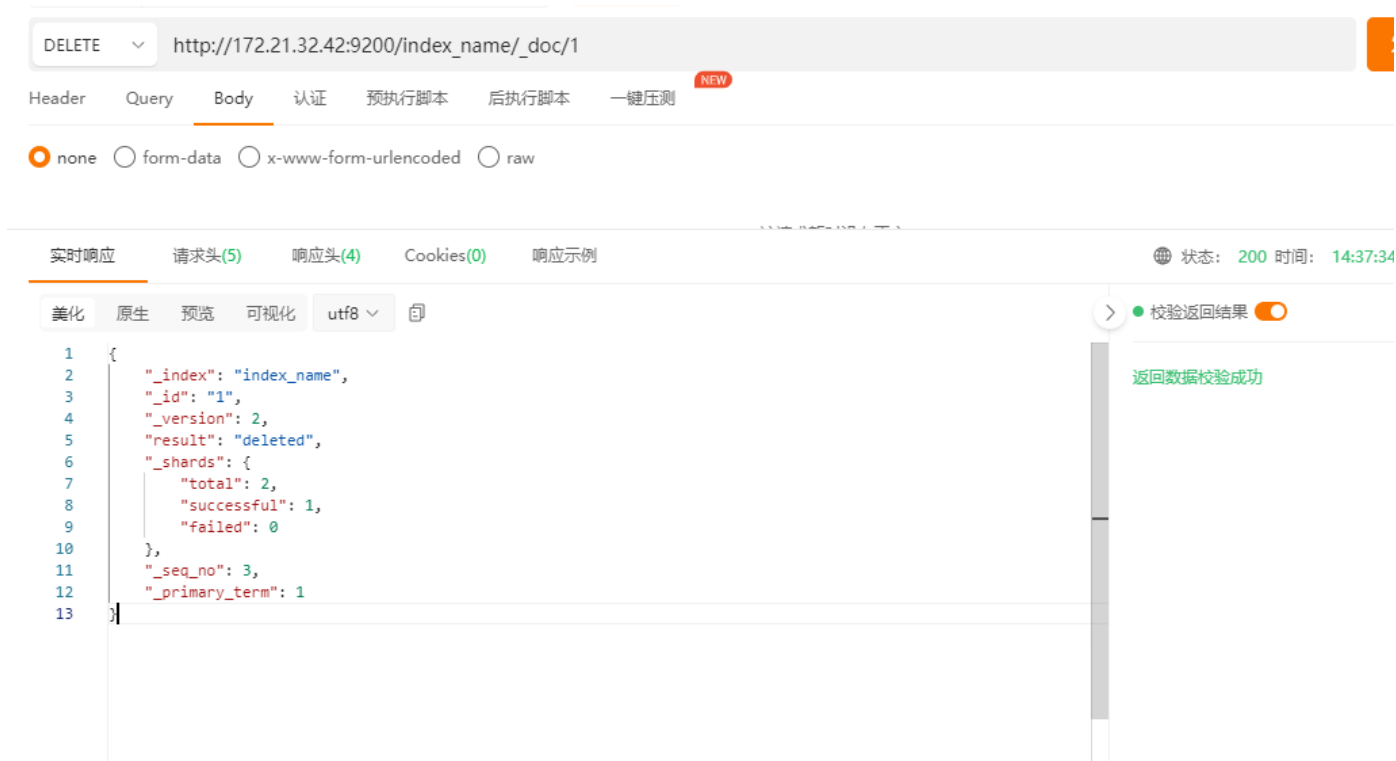 DELETE http://172.21.32.42:9200/index_name/_doc/1
NEW
Header Query Body 认证 预执行脚本 后执行脚本 一键压测
none form-data x-www-form-urlencoded raw
实时响应 请求头(5) 响应头(4) Cookies(0) 响应示例 状态: 200 时间: 14:37:34
美化 原生 预览 可视化 utf8 校验返回结果
返回数据校验成功
1 {
2 "_index": "index_name",
3 "_id": "1",
4 "_version": 2,
5 "result": "deleted",
6 "_shards": {
7 "total": 2,
8 "successful": 1,
9 "failed": 0
10 },
11 "_seq_no": 3,
12 "_primary_term": 1
13 }